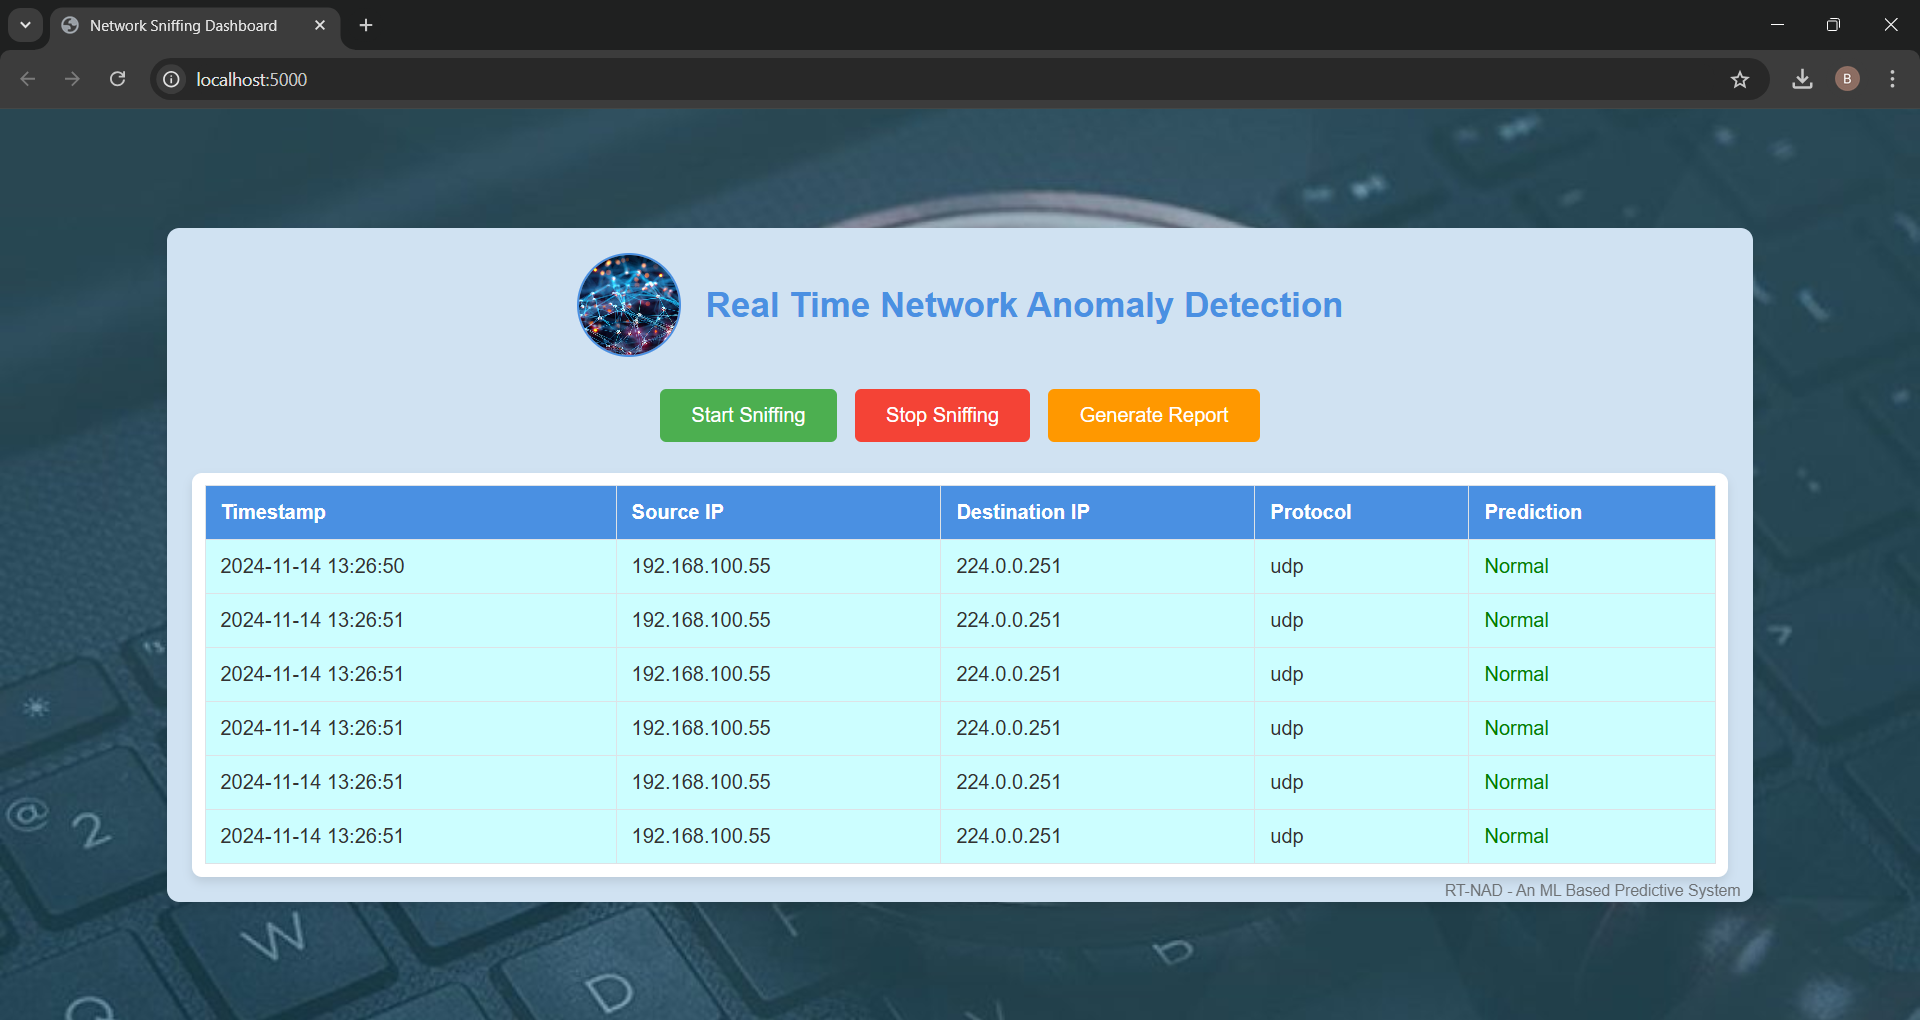 Network Sniffing Dashboard
localhost:5000
B
Real Time Network Anomaly Detection
Start Sniffing Stop Sniffing Generate Report
Timestamp Source IP Destination IP Protocol Prediction
2024-11-14 13:26:50 192.168.100.55 224.0.0.251 udp Normal
2024-11-14 13:26:51 192.168.100.55 224.0.0.251 udp Normal
2024-11-14 13:26:51 192.168.100.55 224.0.0.251 udp Normal
2024-11-14 13:26:51 192.168.100.55 224.0.0.251 udp Normal
2024-11-14 13:26:51 192.168.100.55 224.0.0.251 udp Normal
2024-11-14 13:26:51 192.168.100.55 224.0.0.251 udp Normal
RT-NAD - An ML Based Predictive System
@ 2
W
D
Q